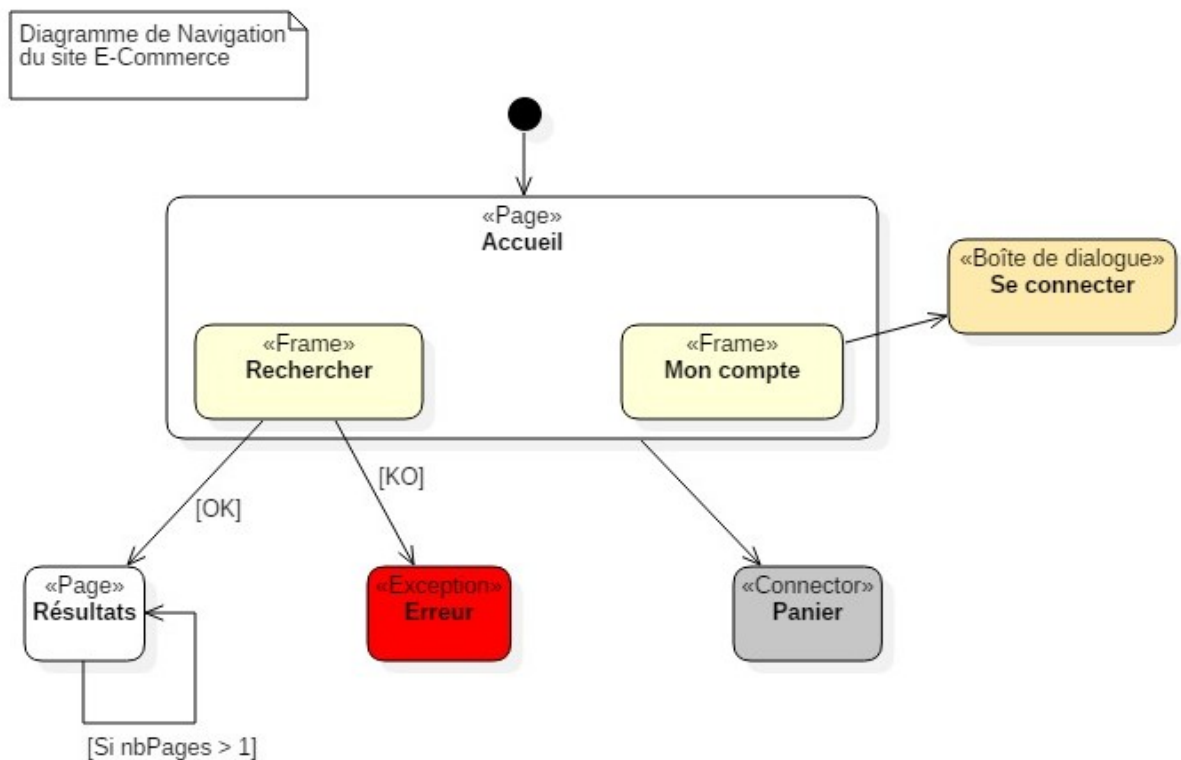 Diagramme de Navigation
du site E-Commerce
«Page»
Accueil
«Boîte de dialogue»
Se connecter
«Frame»
Rechercher
«Frame»
Mon compte
[OK]
[KO]
«Page»
Résultats
«Exception»
Erreur
«Connector»
Panier
[Si nbPages > 1]